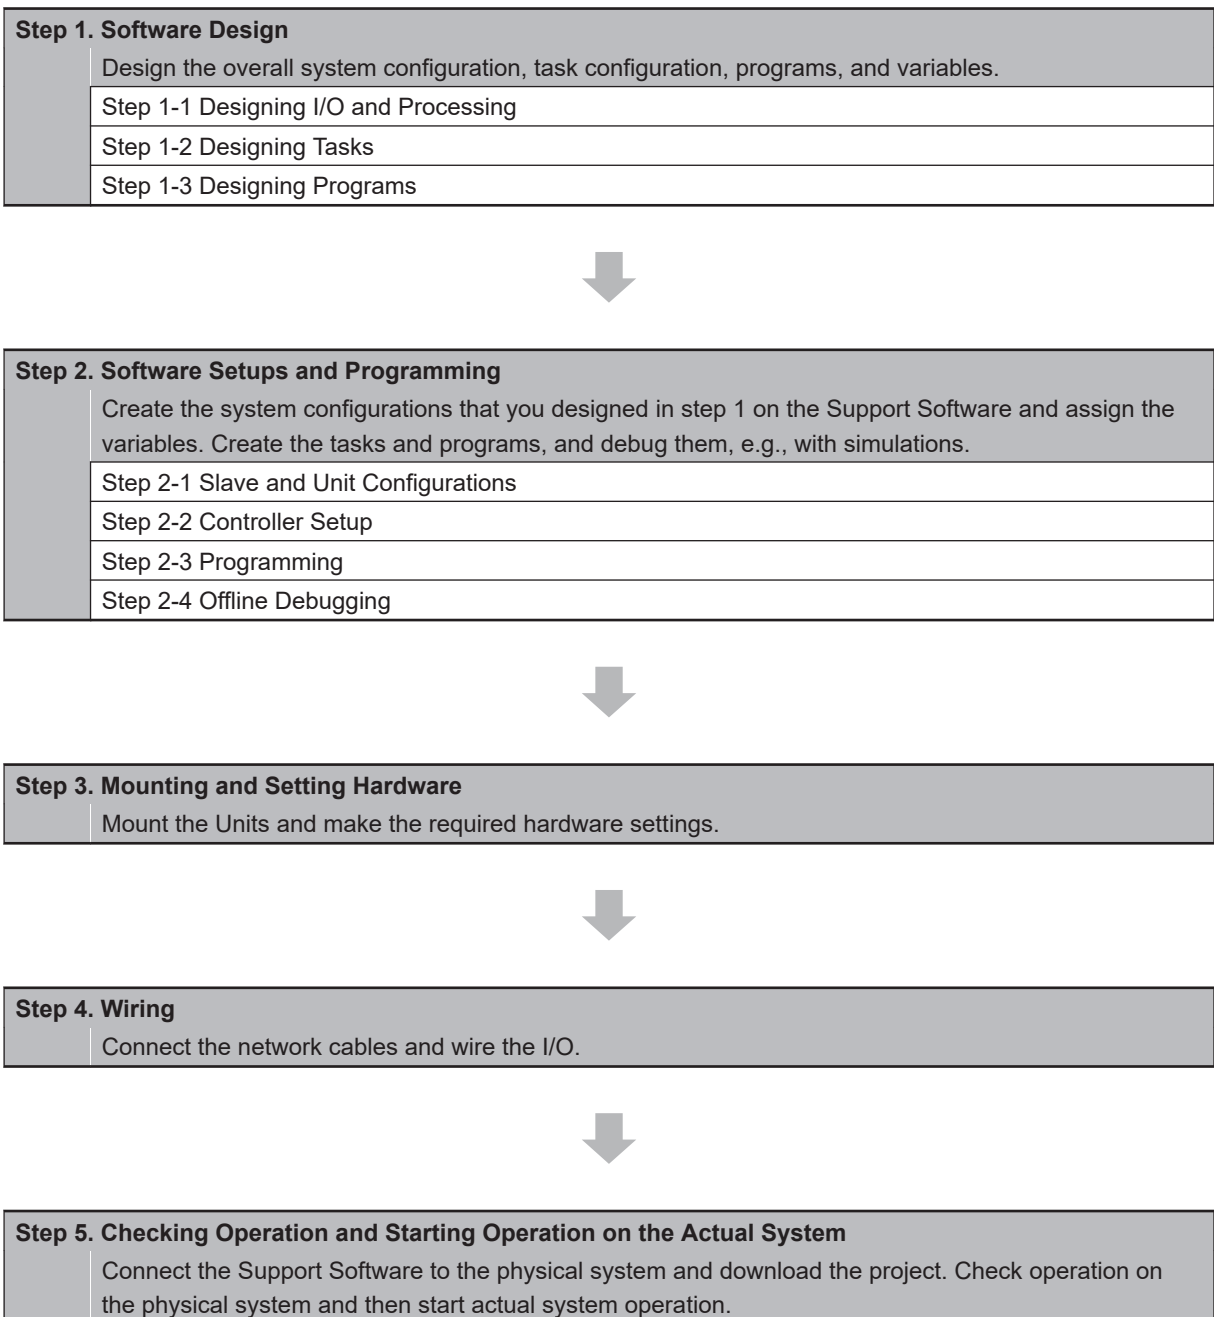 Step 1. Software Design
Design the overall system configuration, task configuration, programs, and variables.
Step 1-1 Designing I/O and Processing
Step 1-2 Designing Tasks
Step 1-3 Designing Programs
Step 2. Software Setups and Programming
Create the system configurations that you designed in step 1 on the Support Software and assign the
variables. Create the tasks and programs, and debug them, e.g., with simulations.
Step 2-1 Slave and Unit Configurations
Step 2-2 Controller Setup
Step 2-3 Programming
Step 2-4 Offline Debugging
Step 3. Mounting and Setting Hardware
Mount the Units and make the required hardware settings.
Step 4. Wiring
Connect the network cables and wire the I/O.
Step 5. Checking Operation and Starting Operation on the Actual System
Connect the Support Software to the physical system and download the project. Check operation on
the physical system and then start actual system operation.